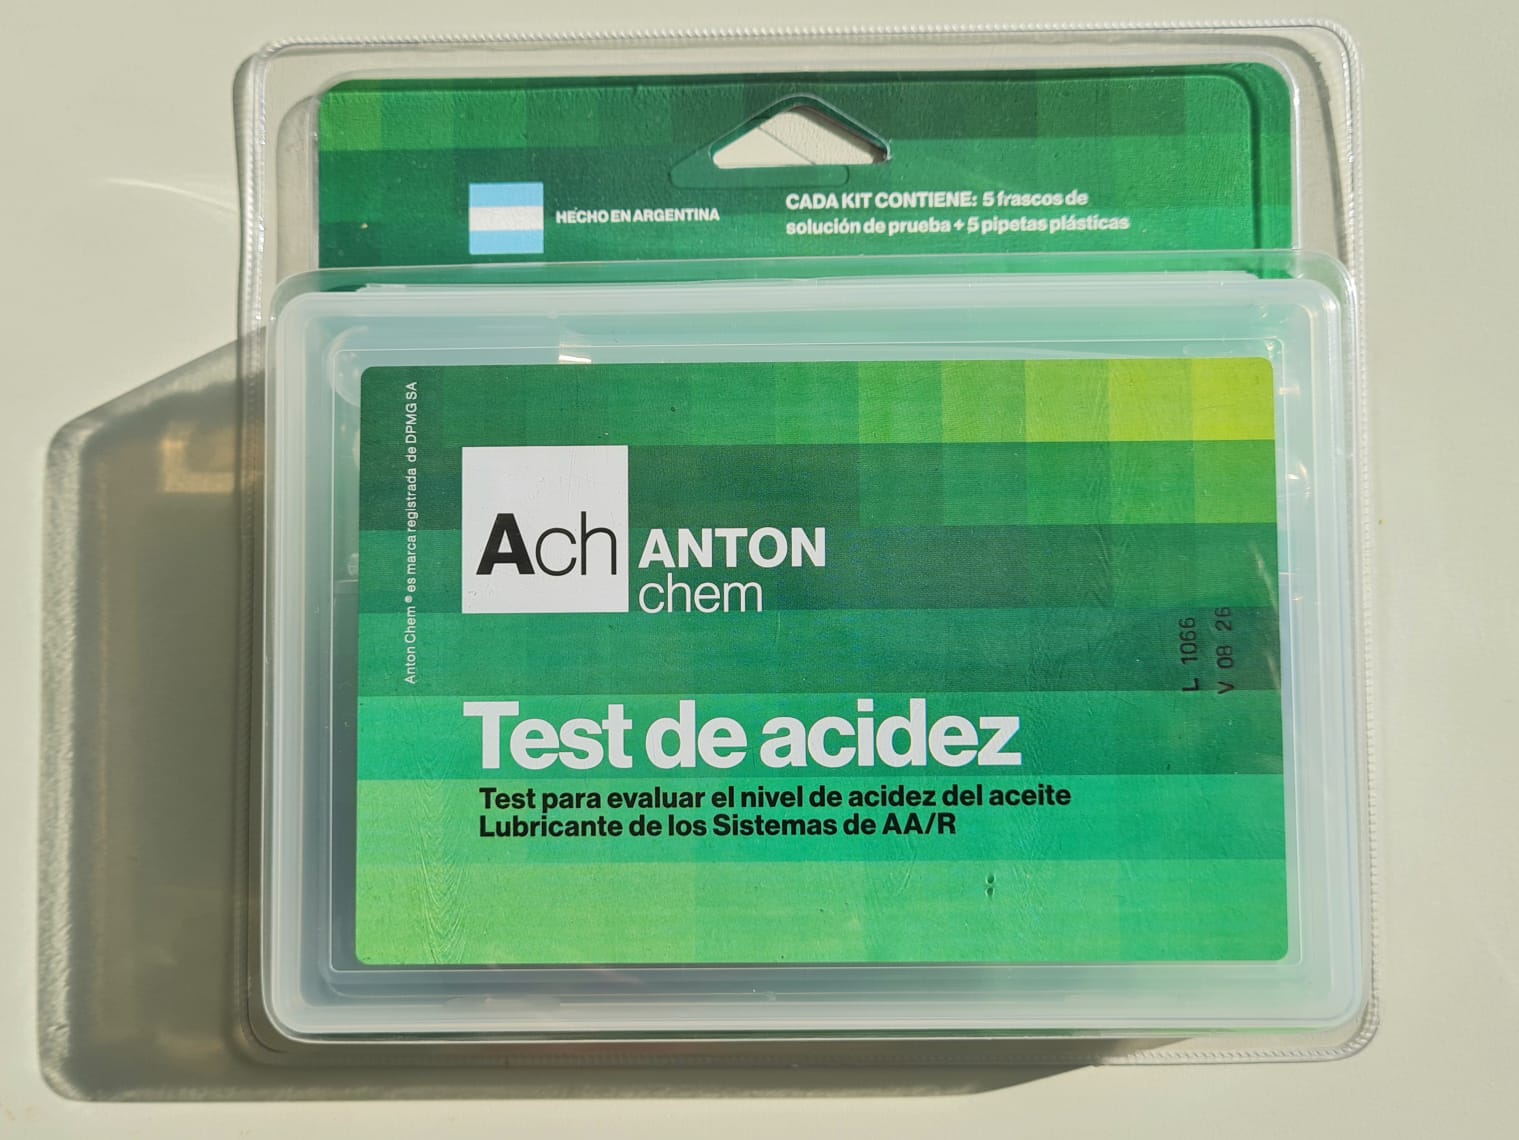 HECHO EN ARGENTINA
CADA KIT CONTIENE: 5 frascos de
solución de prueba + 5 pipetas plásticas
Anton Chem ® es marca registrada de DPMG SA
Ach
ANTON
chem
L 1066
V 08 26
Test de acidez
Test para evaluar el nivel de acidez del aceite
Lubricante de los Sistemas de AA/R